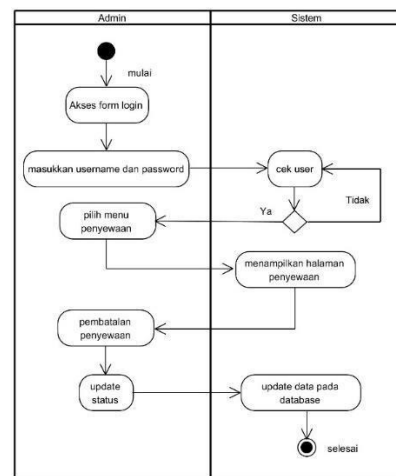 Admin
Sistem
mulai
Akses form login
masukkan username dan password
cek user
Tidak
Ya
pilih menu
penyewaan
menampilkan halaman
penyewaan
pembatalan
penyewaan
update
status
update data pada
database
selesai